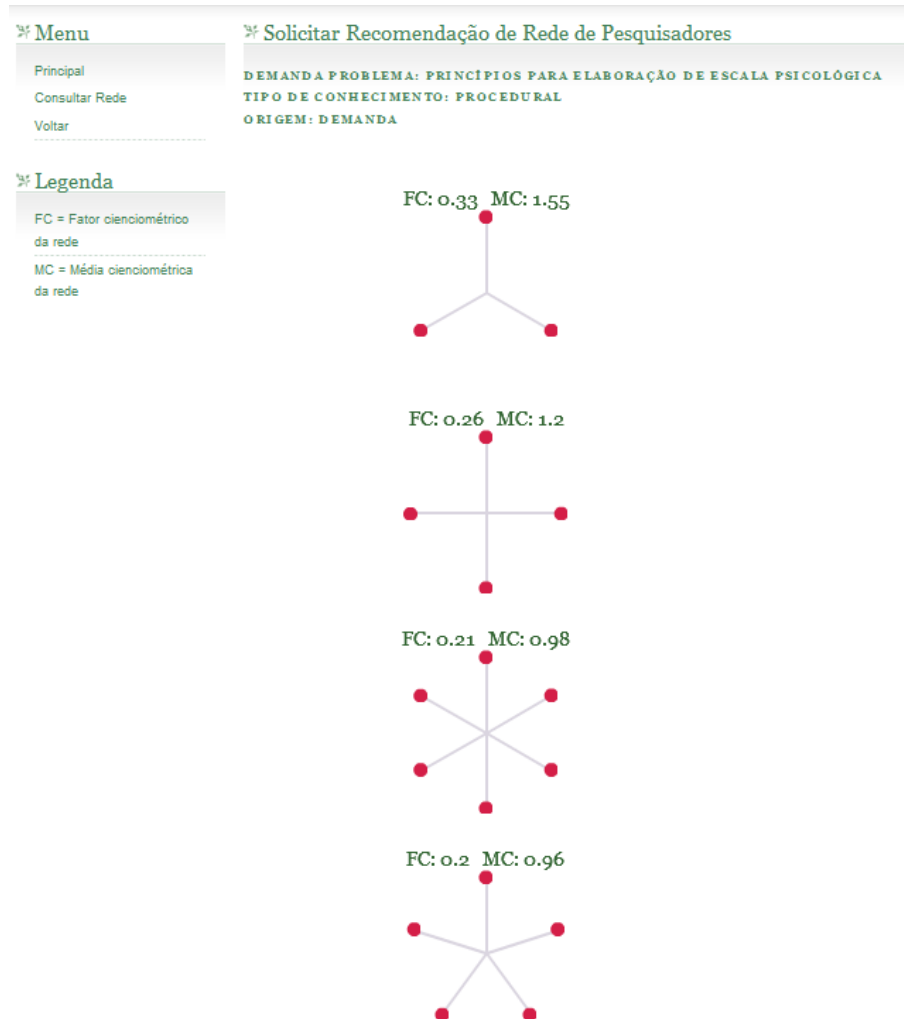 Menu
Principal
Consultar Rede
Voltar
Legenda
FC = Fator cienciométrico
da rede
MC = Média cienciométrica
da rede
Solicitar Recomendação de Rede de Pesquisadores
DEMANDA PROBLEMA: PRINCÍPIOS PARA ELABORAÇÃO DE ESCALA PSICOLÓGICA
TIPO DE CONHECIMENTO: PROCEDURAL
ORIGEM: DEMANDA
FC: 0.33 MC: 1.55
FC: 0.26 MC: 1.2
FC: 0.21 MC: 0.98
FC: 0.2 MC: 0.96